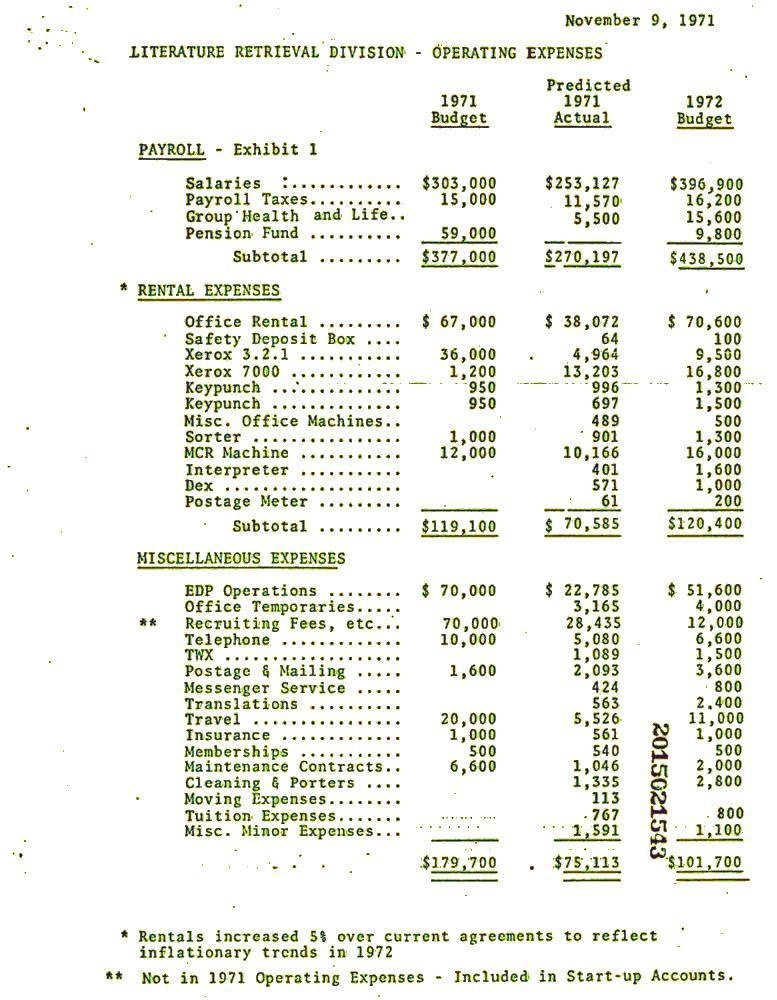 November 9, 1971
LITERATURE RETRIEVAL DIVISION - OPERATING EXPENSES
Predicted
1971 1971 1972
Budget Actual Budget
PAYROLL - Exhibit 1
Salaries :............ $303,000 $253,127 $396,900
Payroll Taxes.......... 15,000 11,570 16,200
Group Health and Life.. 5,500 15,600
Pension Fund .......... 59,000 9,800
Subtotal ......... $377,000 $270,197 $438,500
* RENTAL EXPENSES
Office Rental ......... $ 67,000 $ 38,072 $ 70,600
Safety Deposit Box .... 64 100
Xerox 3.2.1 ........... 36,000 4,964 9,500
Xerox 7000 ............ 1,200 13,203 16,800
Keypunch .............. 950 996 1,300
Keypunch .............. 950 697 1,500
Misc. Office Machines.. 489 500
Sorter ................ 1,000 901 1,300
MCR Machine ........... 12,000 10,166 16,000
Interpreter ........... 401 1,600
Dex ................... 571 1,000
Postage Meter ......... 61 200
Subtotal ......... $119,100 $ 70,585 $120,400
MISCELLANEOUS EXPENSES
EDP Operations ........ $ 70,000 $ 22,785 $ 51,600
Office Temporaries..... 3,165 4,000
** Recruiting Fees, etc... 70,000 28,435 12,000
Telephone ............. 10,000 5,080 6,600
TWX ................... 1,089 1,500
Postage & Mailing ..... 1,600 2,093 3,600
Messenger Service ..... 424 800
Translations .......... 563 2,400
Travel ................ 20,000 5,526 11,000
Insurance ............. 1,000 561 1,000
Memberships ........... 500 540 500
Maintenance Contracts.. 6,600 1,046 2,000
Cleaning & Porters .... 1,335 2,800
Moving Expenses........ 113
Tuition Expenses....... 767 800
Misc. Minor Expenses... 1,591 1,100
$179,700 $75,113 $101,700
2015021543
* Rentals increased 5% over current agreements to reflect
inflationary trends in 1972
** Not in 1971 Operating Expenses - Included in Start-up Accounts.